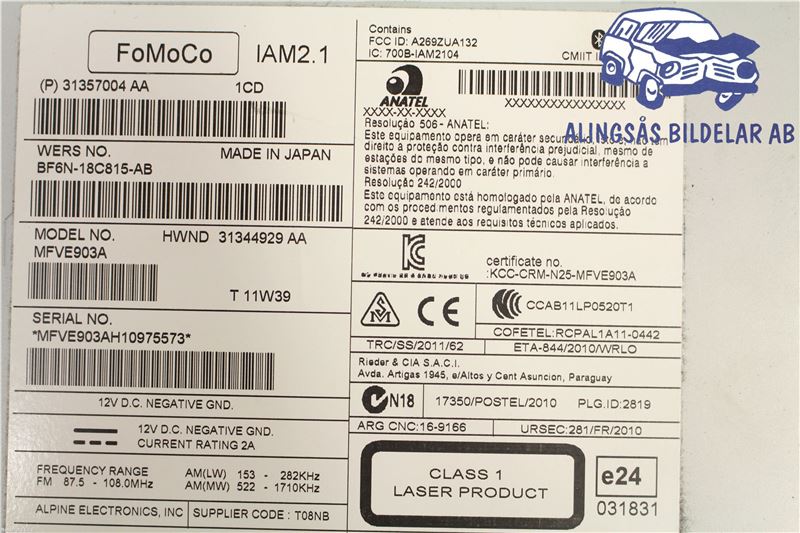 FoMoCo IAM2.1
(P) 31357004 AA 1CD
WERS NO. MADE IN JAPAN
BF6N-18C815-AB
MODEL NO. HWND 31344929 AA
MFVE903A
T 11W39
SERIAL NO.
*MFVE903AH10975573*
12V D.C. NEGATIVE GND.
12V D.C. NEGATIVE GND.
CURRENT RATING 2A
FREQUENCY RANGE AM(LW) 153 - 282KHz
FM 87.5 - 108.0MHz AM(MW) 522 - 1710KHz
ALPINE ELECTRONICS, INC SUPPLIER CODE : T08NB
Contains
FCC ID: A269ZUA132
IC: 700B-IAM2104
CMIIT
ANATEL
XXXX-XX-XXXX
XXXXXXXXXXXXXXXXXX
ALINGSÅS BILDELAR AB
Resolução 506 - ANATEL:
Este equipamento opera em caráter
direito a proteção contra interferência prejudicial, mesmo de
estações do mesmo tipo, e não pode causar interferência a
sistemas operando em caráter primário.
Resolução 242/2000
Este equipamento está homologado pela ANATEL, de acordo
com os procedimentos regulamentados pela Resolução
242/2000 e atende aos requisitos técnicos aplicados.
certificate no.
:KCC-CRM-N25-MFVE903A
CE
CCAB11LP0520T1
COFETEL:RCPAL1A11-0442
TRC/SS/2011/62 ETA-844/2010/WRLO
Rieder & CIA S.A.C.I.
Avda. Artigas 1945, e/Altos y Cent Asuncion, Paraguay
N18 17350/POSTEL/2010 PLG.ID:2819
ARG CNC:16-9166 URSEC:281/FR/2010
CLASS 1
LASER PRODUCT
e24
031831